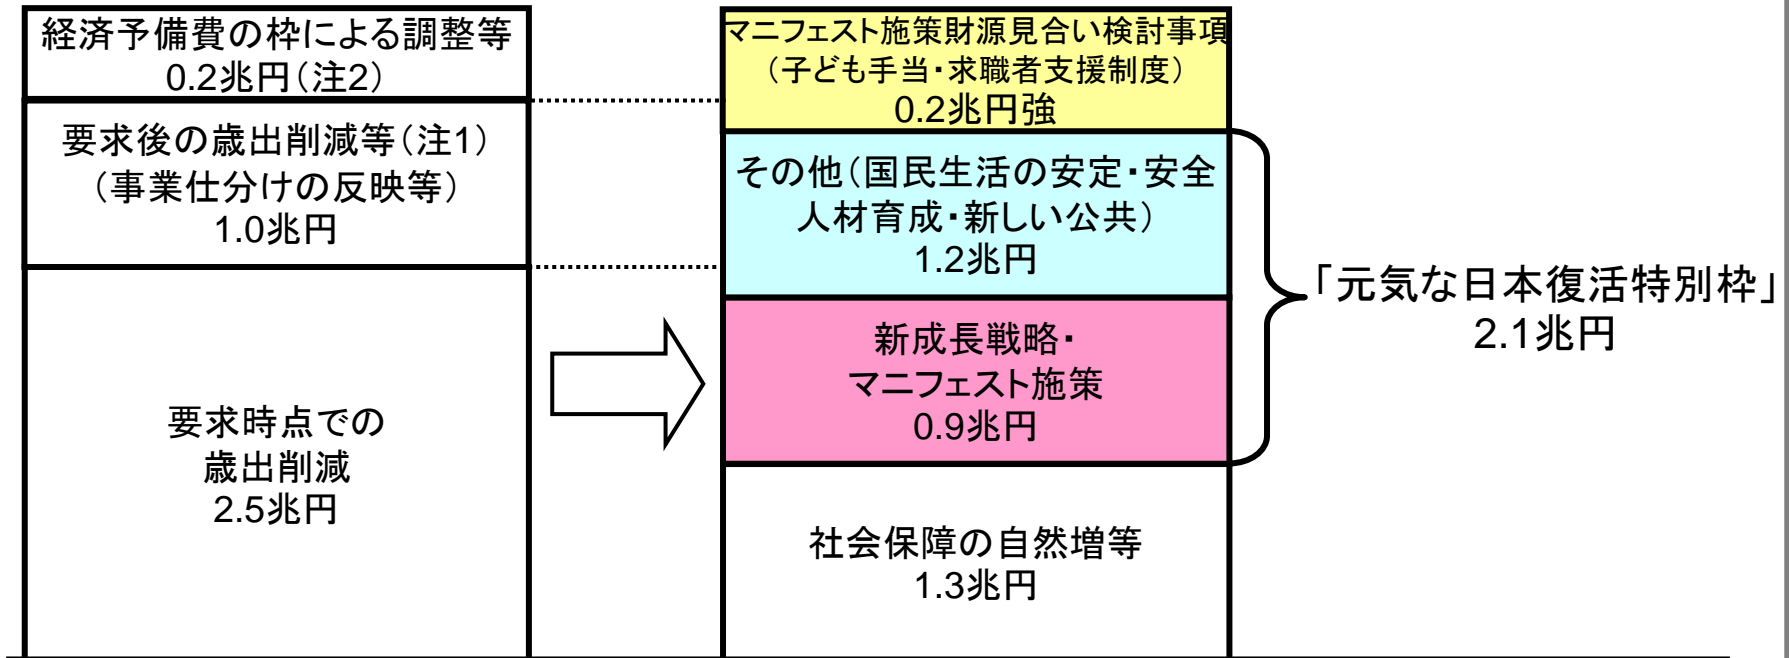 経済予備費の枠による調整等
0.2兆円(注2)
要求後の歳出削減等(注1)
(事業仕分けの反映等)
1.0兆円
要求時点での
歳出削減
2.5兆円
マニフェスト施策財源見合い検討事項
(子ども手当・求職者支援制度)
0.2兆円強
その他(国民生活の安定・安全
人材育成・新しい公共)
1.2兆円
新成長戦略・
マニフェスト施策
0.9兆円
社会保障の自然増等
1.3兆円
「元気な日本復活特別枠」
2.1兆円